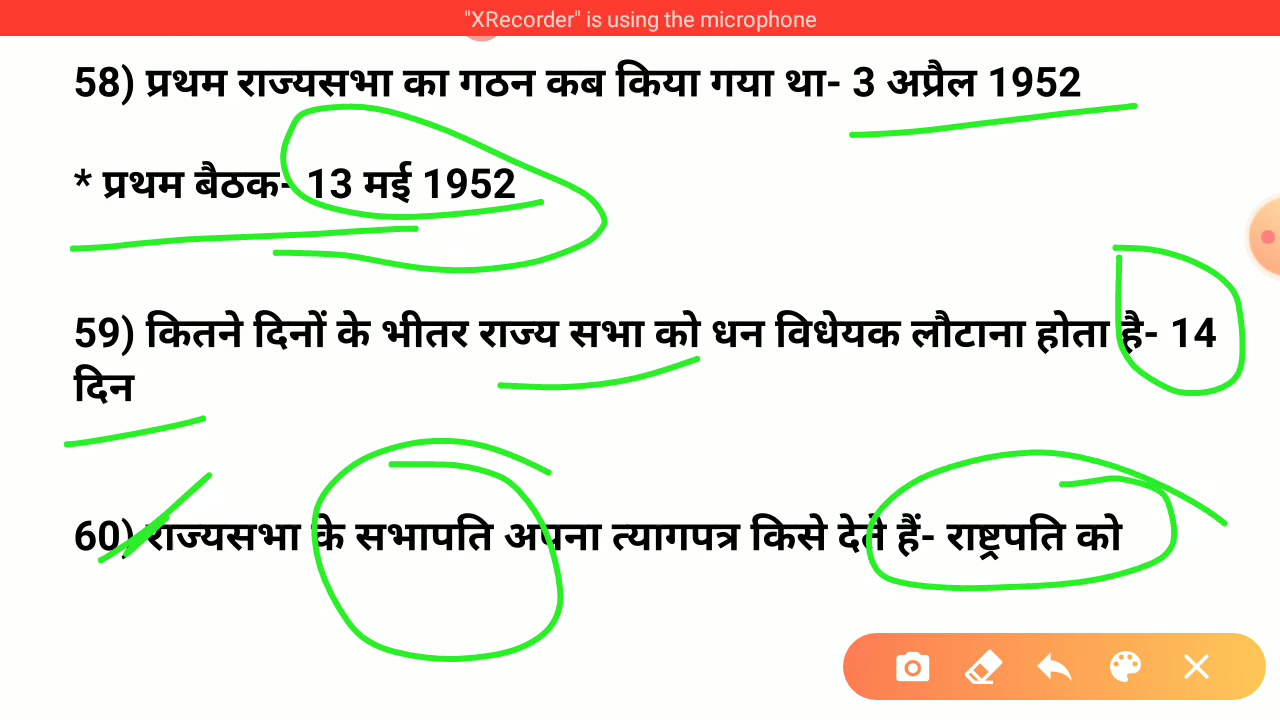 "XRecorder" is using the microphone
58) प्रथम राज्यसभा का गठन कब किया गया था- 3 अप्रैल 1952
* प्रथम बैठक- 13 मई 1952
59) कितने दिनों के भीतर राज्य सभा को धन विधेयक लौटाना होता है- 14
दिन
60) राज्यसभा के सभापति अपना त्यागपत्र किसे देते हैं- राष्ट्रपति को